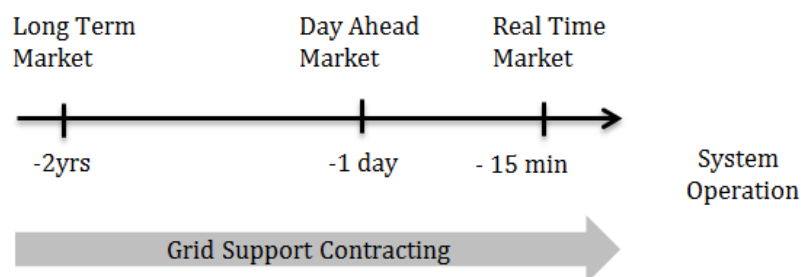 Long Term
Market
Day Ahead
Market
Real Time
Market
-2yrs
-1 day
- 15 min
System
Operation
Grid Support Contracting